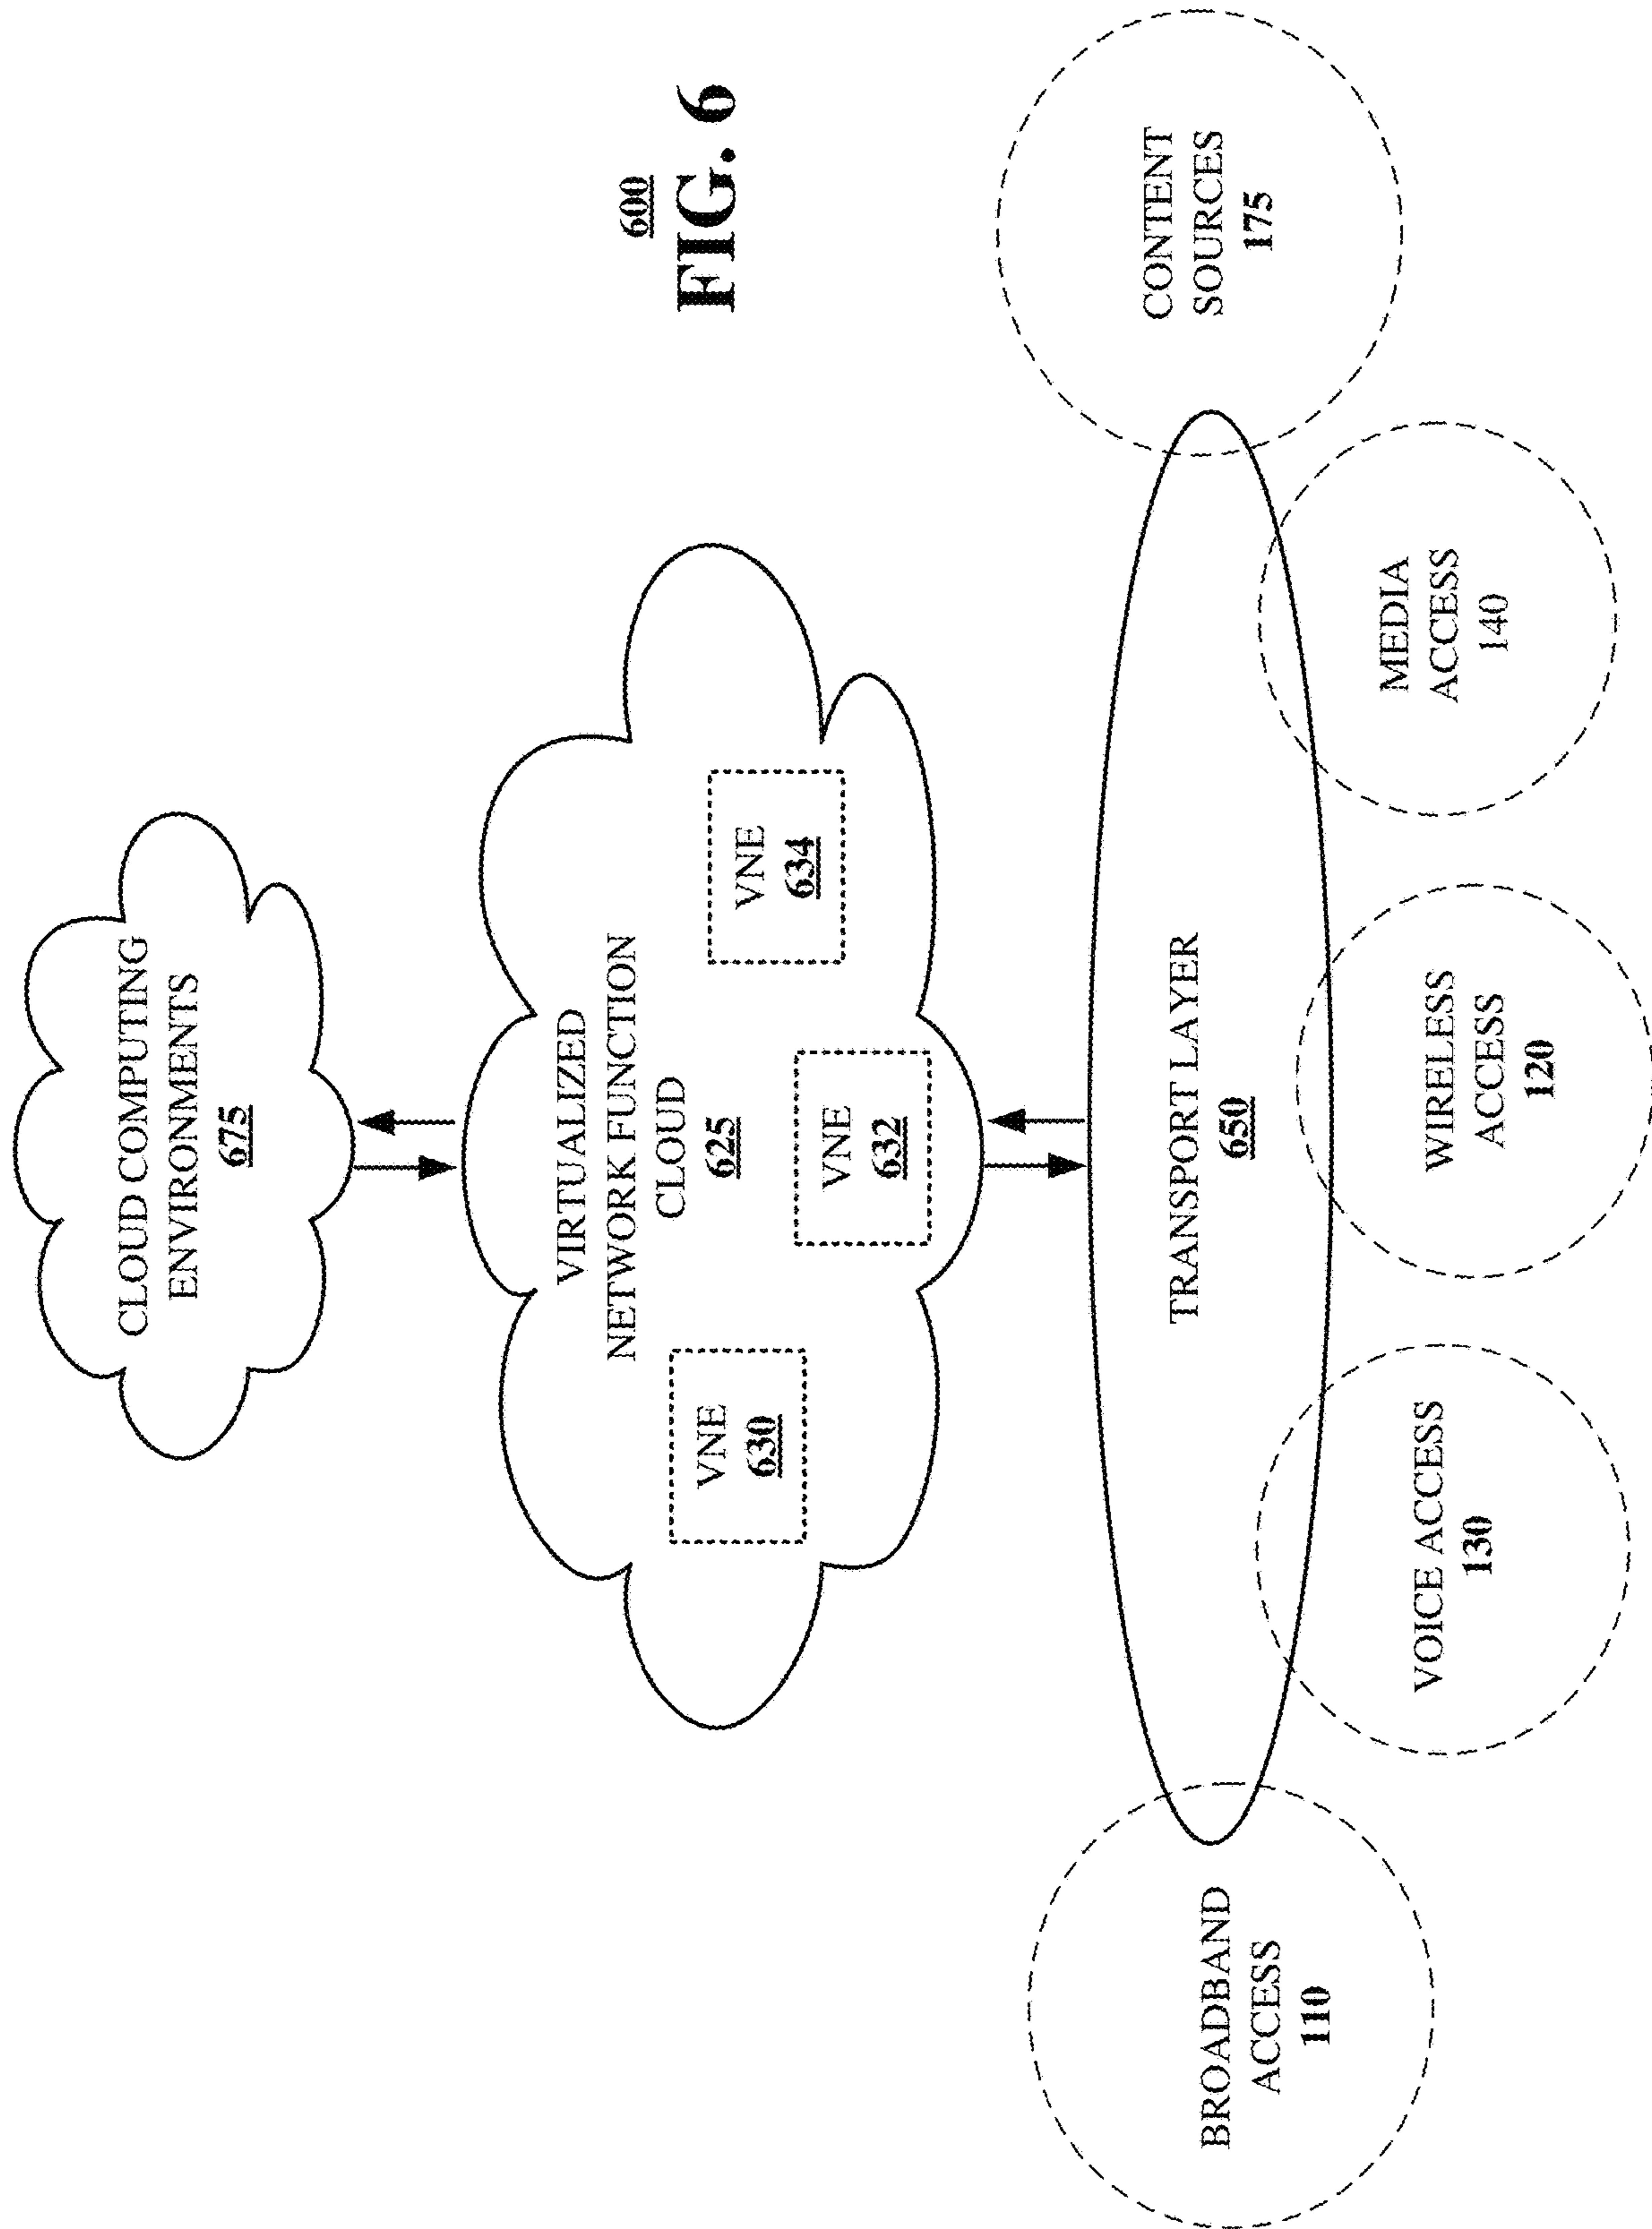 CLOUD COMPUTING
ENVIRONMENTS
675
VIRTUALIZED
NETWORK FUNCTION
CLOUD
625
VNE
630
VNE
632
VNE
634
600
FIG. 6
TRANSPORT LAYER
650
BROADBAND
ACCESS
110
VOICE ACCESS
130
WIRELESS
ACCESS
120
MEDIA
ACCESS
140
CONTENT
SOURCES
175